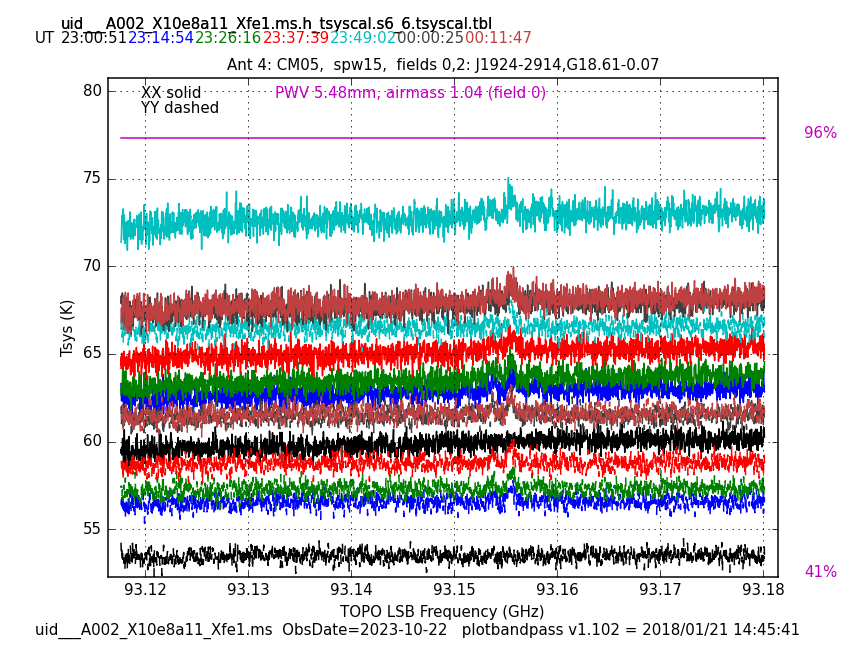 uid___A002_X10e8a11_Xfe1.ms.h_tsyscal.s6_6.tsyscal.tbl
UT 23:00:51 23:14:54 23:26:16 23:37:39 23:49:02 00:00:25 00:11:47
Ant 4: CM05,  spw15,  fields 0,2: J1924-2914,G18.61-0.07
XX solid
YY dashed
PWV 5.48mm, airmass 1.04 (field 0)
96%
41%
80
75
70
65
60
55
Tsys (K)
93.12 93.13 93.14 93.15 93.16 93.17 93.18
TOPO LSB Frequency (GHz)
uid___A002_X10e8a11_Xfe1.ms  ObsDate=2023-10-22   plotbandpass v1.102 = 2018/01/21 14:45:41